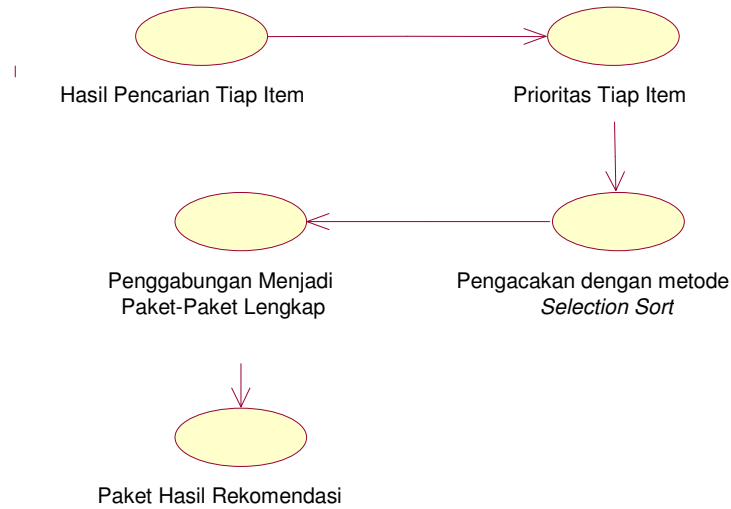 Hasil Pencarian Tiap Item
Prioritas Tiap Item
Pengacakan dengan metode
Selection Sort
Penggabungan Menjadi
Paket-Paket Lengkap
Paket Hasil Rekomendasi